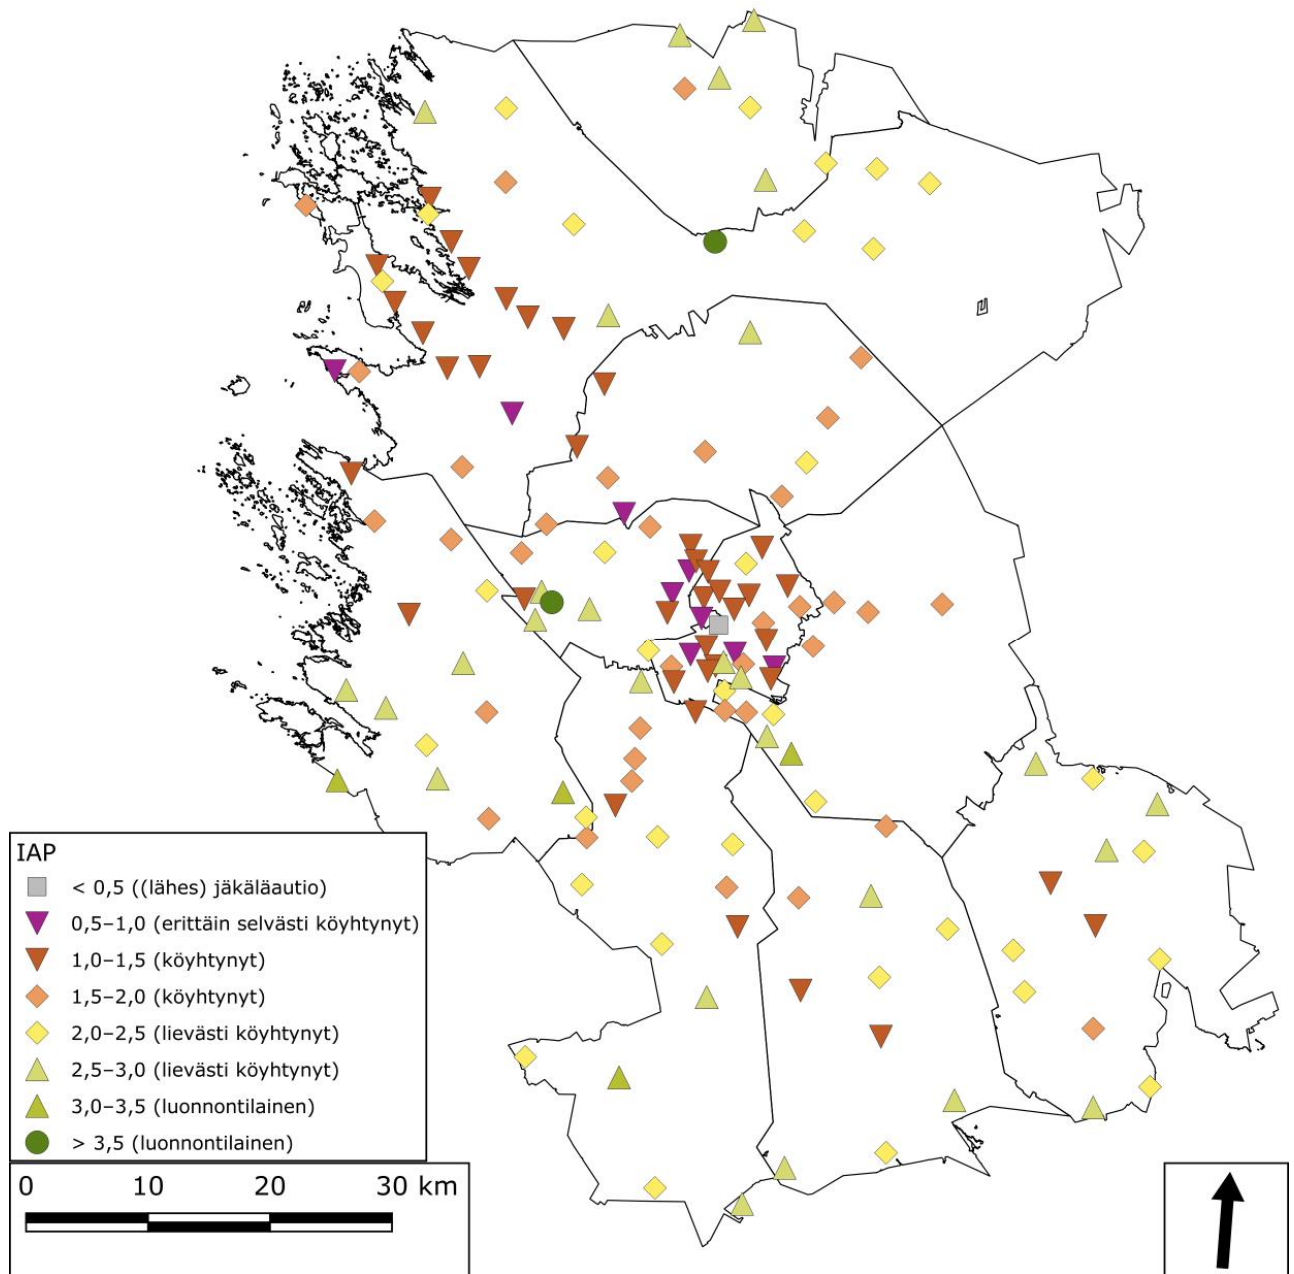 IAP
< 0,5 ((lähes) jäkäläautio)
0,5–1,0 (erittäin selvästi köyhtynyt)
1,0–1,5 (köyhtynyt)
1,5–2,0 (köyhtynyt)
2,0–2,5 (lievästi köyhtynyt)
2,5–3,0 (lievästi köyhtynyt)
3,0–3,5 (luonnontilainen)
> 3,5 (luonnontilainen)
0 10 20 30 km